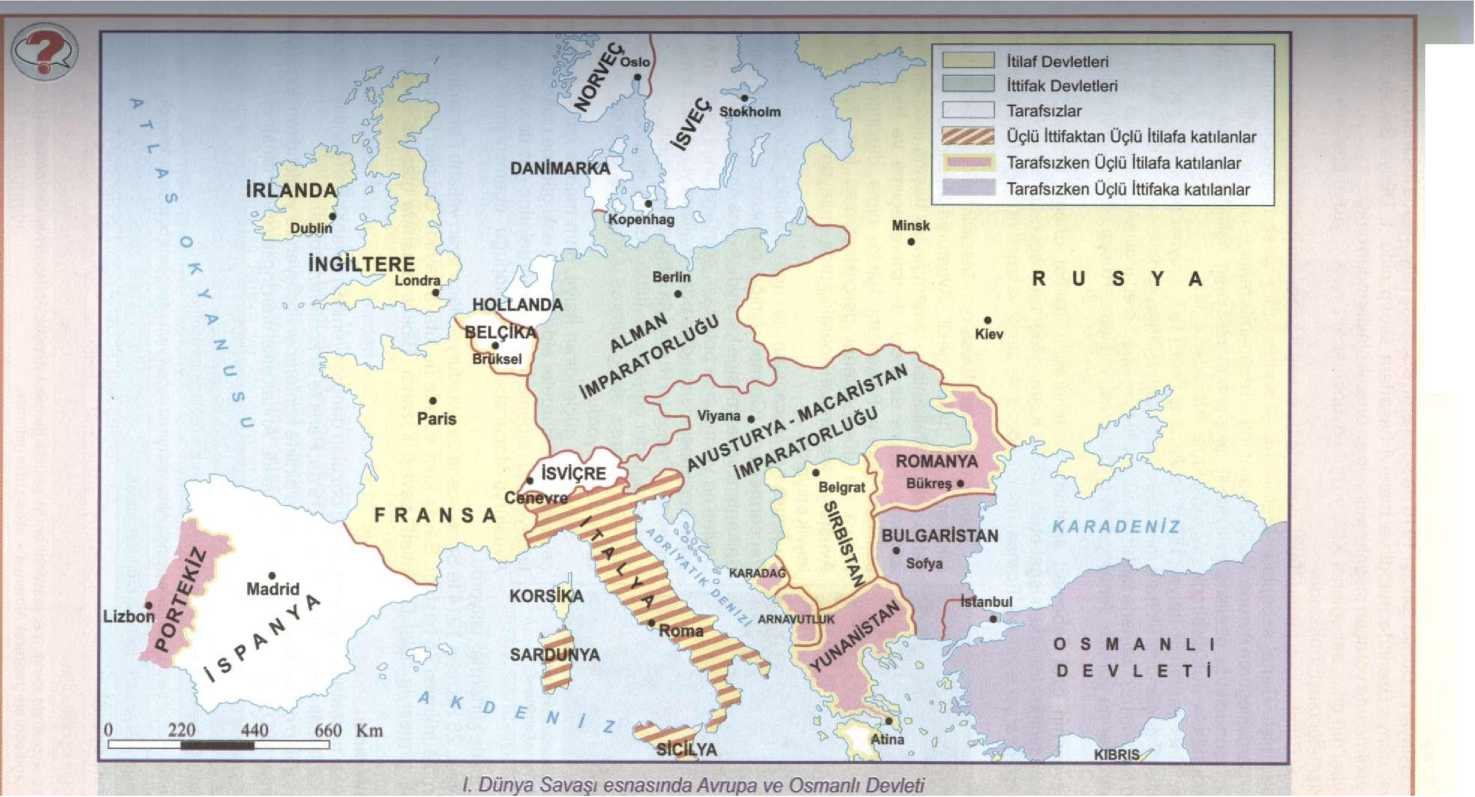 ?
İtilaf Devletleri
İttifak Devletleri
Tarafsızlar
Üçlü İttifaktan Üçlü İtilafa katılanlar
Tarafsızken Üçlü İtilafa katılanlar
Tarafsızken Üçlü İttifaka katılanlar
ATLAS OKYANUSU
NORVEÇ
Oslo
İSVEÇ
Stokholm
DANİMARKA
Kopenhag
İRLANDA
Dublin
İNGİLTERE
Londra
HOLLANDA
BELÇİKA
Brüksel
Berlin
ALMAN
İMPARATORLUĞU
Minsk
RUSYA
Kiev
Paris
FRANSA
Viyana
AVUSTURYA - MACARİSTAN
İMPARATORLUĞU
İSVİÇRE
Cenevre
İTALYA
Roma
ADRİYATİK DENİZİ
Belgrat
SIRBİSTAN
ROMANYA
Bükreş
BULGARİSTAN
Sofya
KARADENİZ
KARADAĞ
ARNAVUTLUK
YUNANİSTAN
Atina
İstanbul
OSMANLI
DEVLETİ
KIBRIS
Lizbon
PORTEKİZ
Madrid
İSPANYA
KORSİKA
SARDUNYA
SİCİLYA
AKDENİZ
0 220 440 660 Km
I. Dünya Savaşı esnasında Avrupa ve Osmanlı Devleti